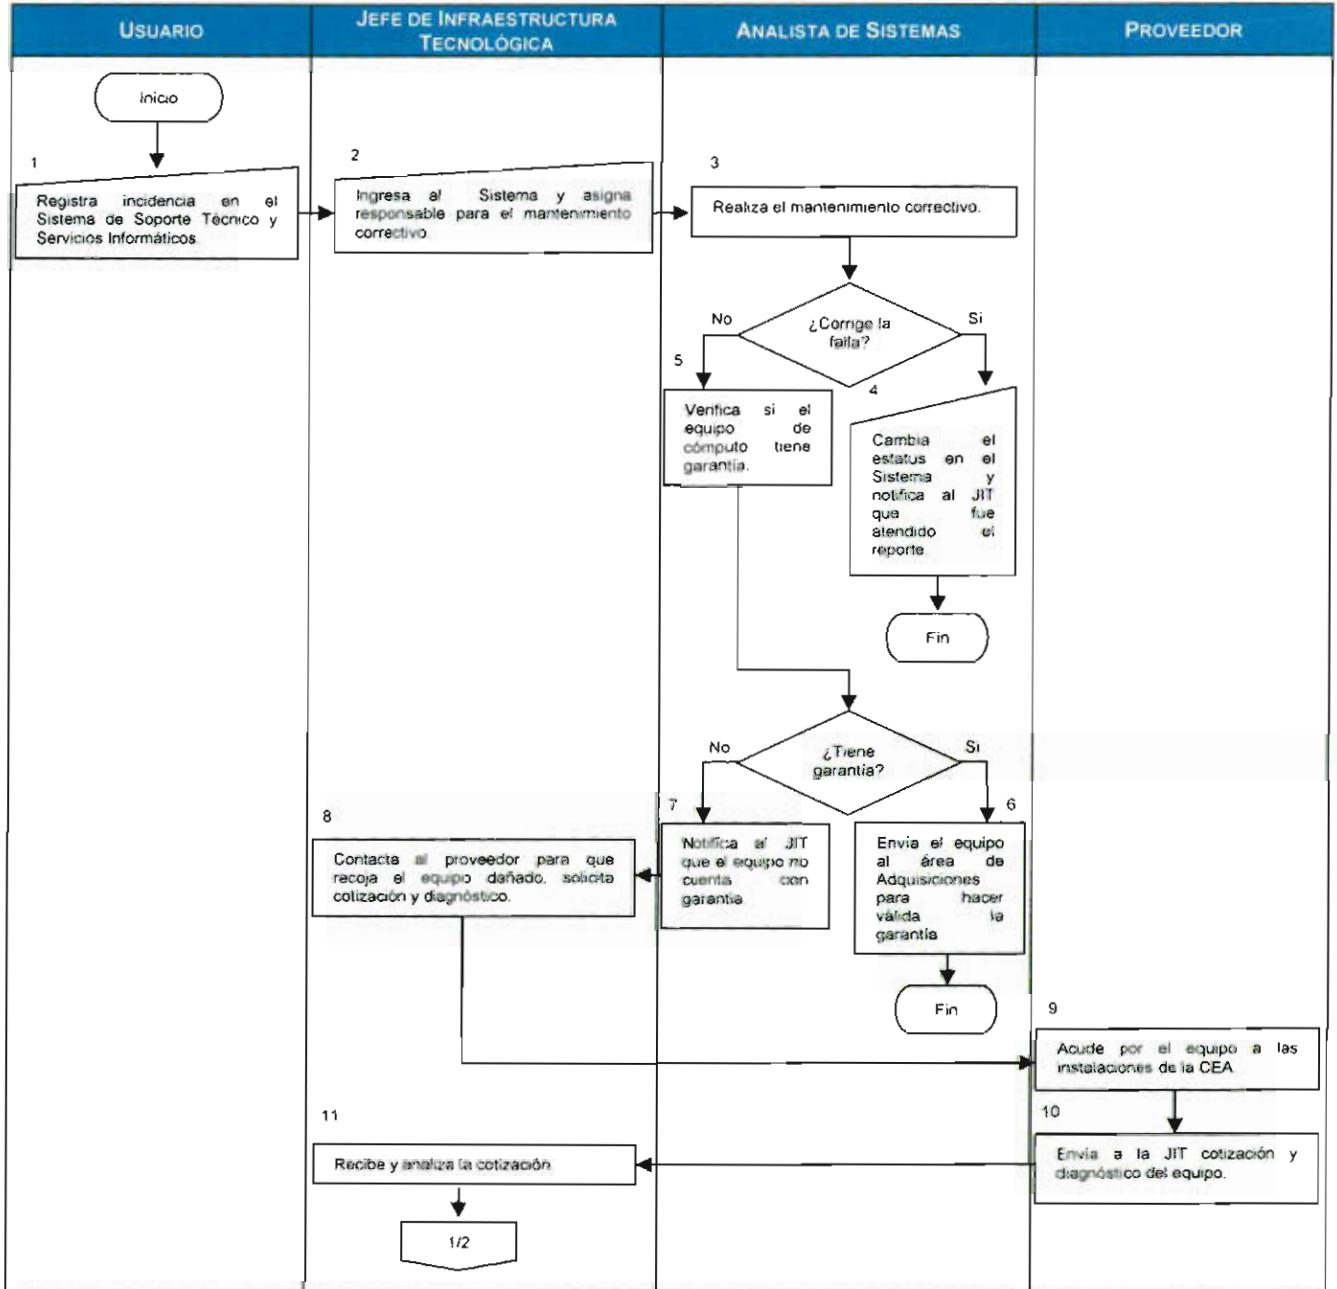 USUARIO
JEFE DE INFRAESTRUCTURA
TECNOLÓGICA
ANALISTA DE SISTEMAS
PROVEEDOR
Inicio
1
Registra incidencia en el
Sistema de Soporte Técnico y
Servicios Informáticos
2
Ingresa al Sistema y asigna
responsable para el mantenimiento
correctivo
3
Realiza el mantenimiento correctivo.
¿Corrige la
falla?
No
Si
5
Verifica si el
equipo de
cómputo tiene
garantía.
4
Cambia el
estatus en el
Sistema y
notifica al JIT
que fue
atendido el
reporte
Fin
¿Tiene
garantía?
No
Si
8
Contacta al proveedor para que
recoja el equipo dañado, solicita
cotización y diagnóstico.
7
Notifica al JIT
que el equipo no
cuenta con
garantía
6
Envía el equipo
al área de
Adquisiciones
para hacer
válida la
garantía
Fin
9
Acude por el equipo a las
instalaciones de la CEA
10
Envía a la JIT cotización y
diagnóstico del equipo.
11
Recibe y analiza la cotización
1/2